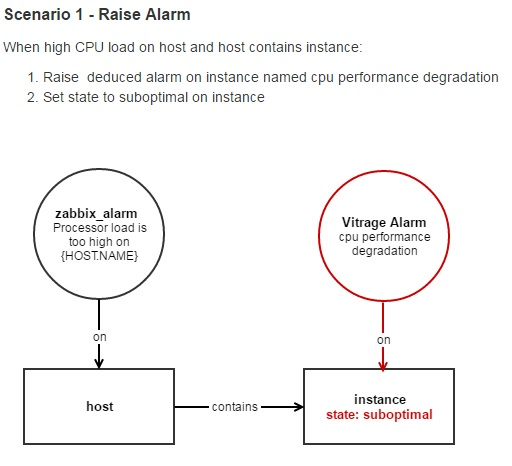 Scenario 1 - Raise Alarm
When high CPU load on host and host contains instance:
1. Raise deduced alarm on instance named cpu performance degradation
2. Set state to suboptimal on instance
zabbix_alarm
Processor load is
too high on
{HOST.NAME}
Vitrage Alarm
cpu performance
degradation
on
on
host
contains
instance
state: suboptimal